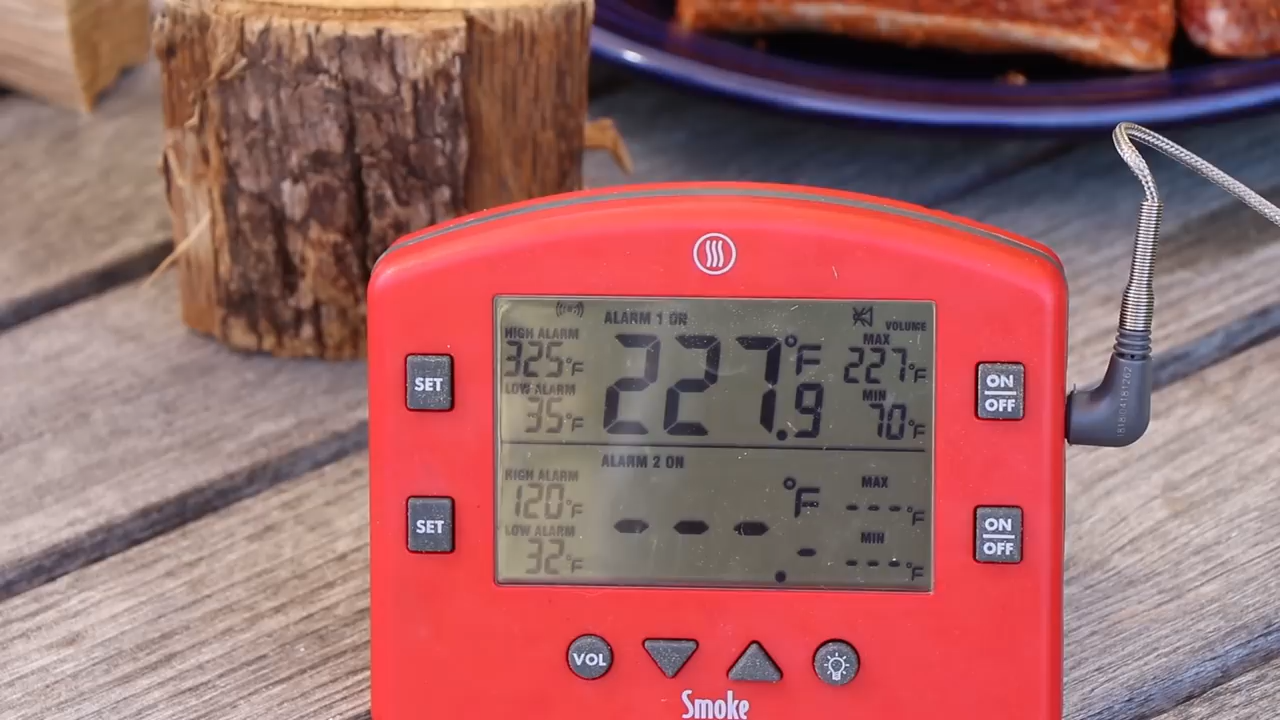 ALARM 1 ON
VOLUME
HIGH ALARM
325°F
LOW ALARM
35°F
227.9°F
MAX
227°F
MIN
70°F
SET
ON
OFF
ALARM 2 ON
HIGH ALARM
120°F
LOW ALARM
32°F
---.-°F
MAX
---°F
MIN
---°F
SET
ON
OFF
VOL
Smoke
181804181262